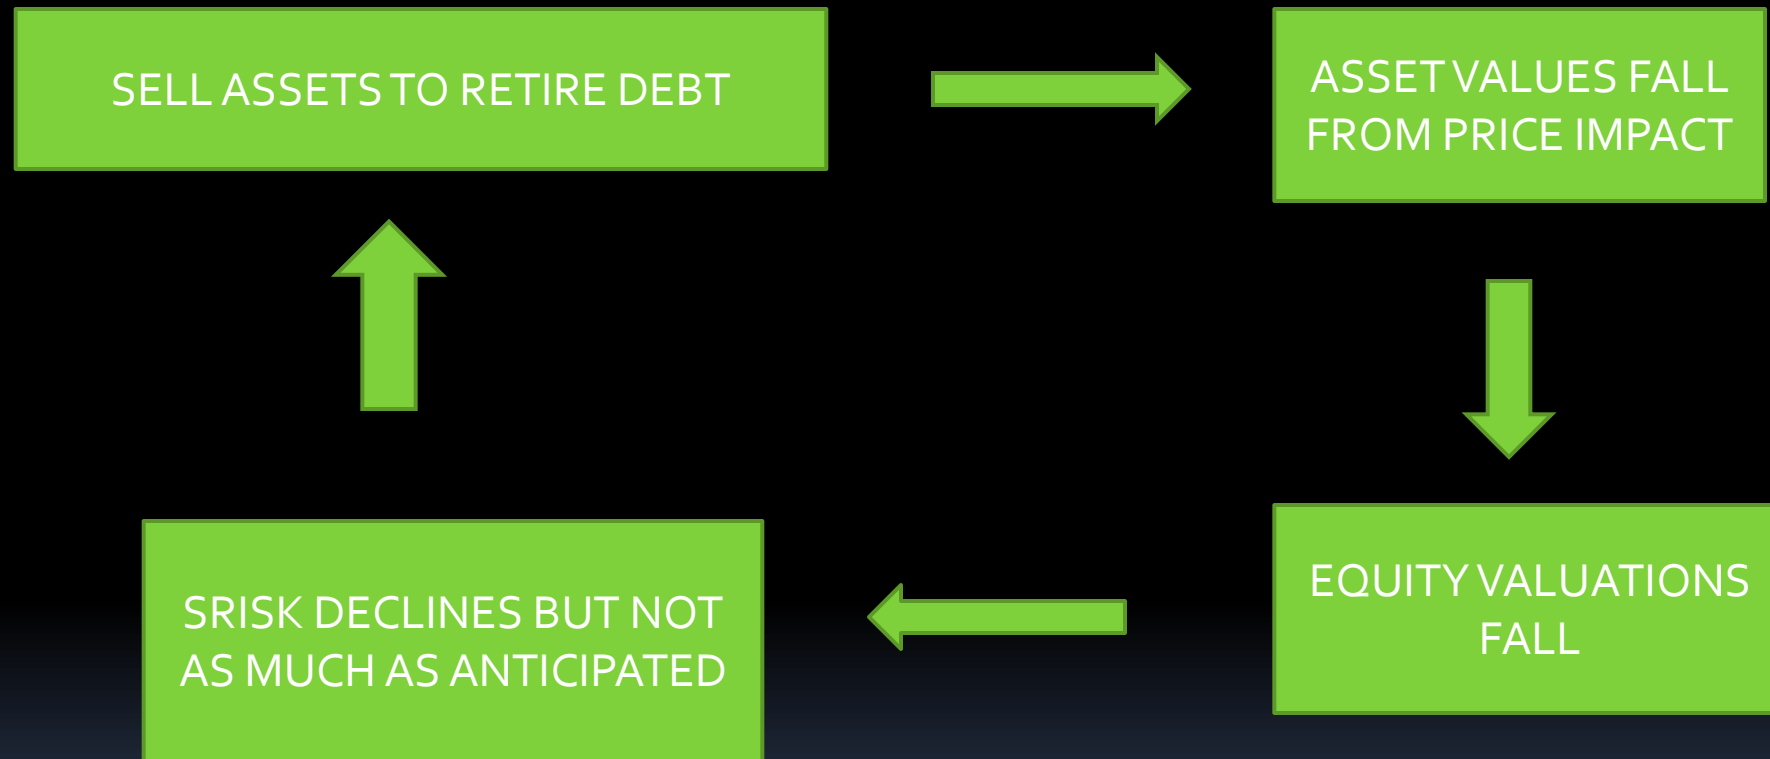 SELL ASSETS TO RETIRE DEBT
ASSET VALUES FALL
FROM PRICE IMPACT
EQUITY VALUATIONS
FALL
SRISK DECLINES BUT NOT
AS MUCH AS ANTICIPATED